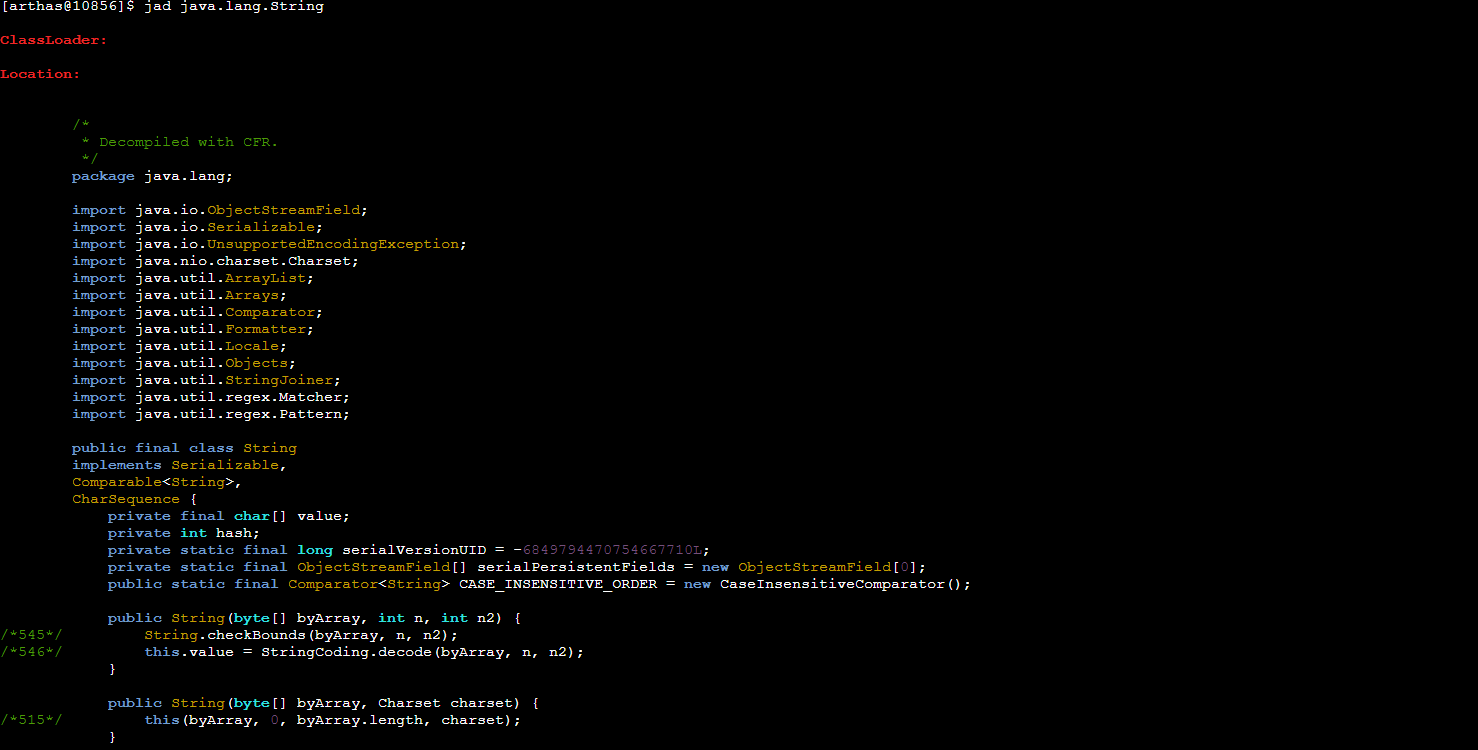 [arthas@10856]$ jad java.lang.String
ClassLoader:
Location:
/*
 * Decompiled with CFR.
 */
package java.lang;
import java.io.ObjectStreamField;
import java.io.Serializable;
import java.io.UnsupportedEncodingException;
import java.nio.charset.Charset;
import java.util.ArrayList;
import java.util.Arrays;
import java.util.Comparator;
import java.util.Formatter;
import java.util.Locale;
import java.util.Objects;
import java.util.StringJoiner;
import java.util.regex.Matcher;
import java.util.regex.Pattern;
public final class String
implements Serializable,
Comparable<String>,
CharSequence {
    private final char[] value;
    private int hash;
    private static final long serialVersionUID = -6849794470754667710L;
    private static final ObjectStreamField[] serialPersistentFields = new ObjectStreamField[0];
    public static final Comparator<String> CASE_INSENSITIVE_ORDER = new CaseInsensitiveComparator();
    public String(byte[] byArray, int n, int n2) {
/*545*/         String.checkBounds(byArray, n, n2);
/*546*/         this.value = StringCoding.decode(byArray, n, n2);
    }
    public String(byte[] byArray, Charset charset) {
/*515*/         this(byArray, 0, byArray.length, charset);
    }